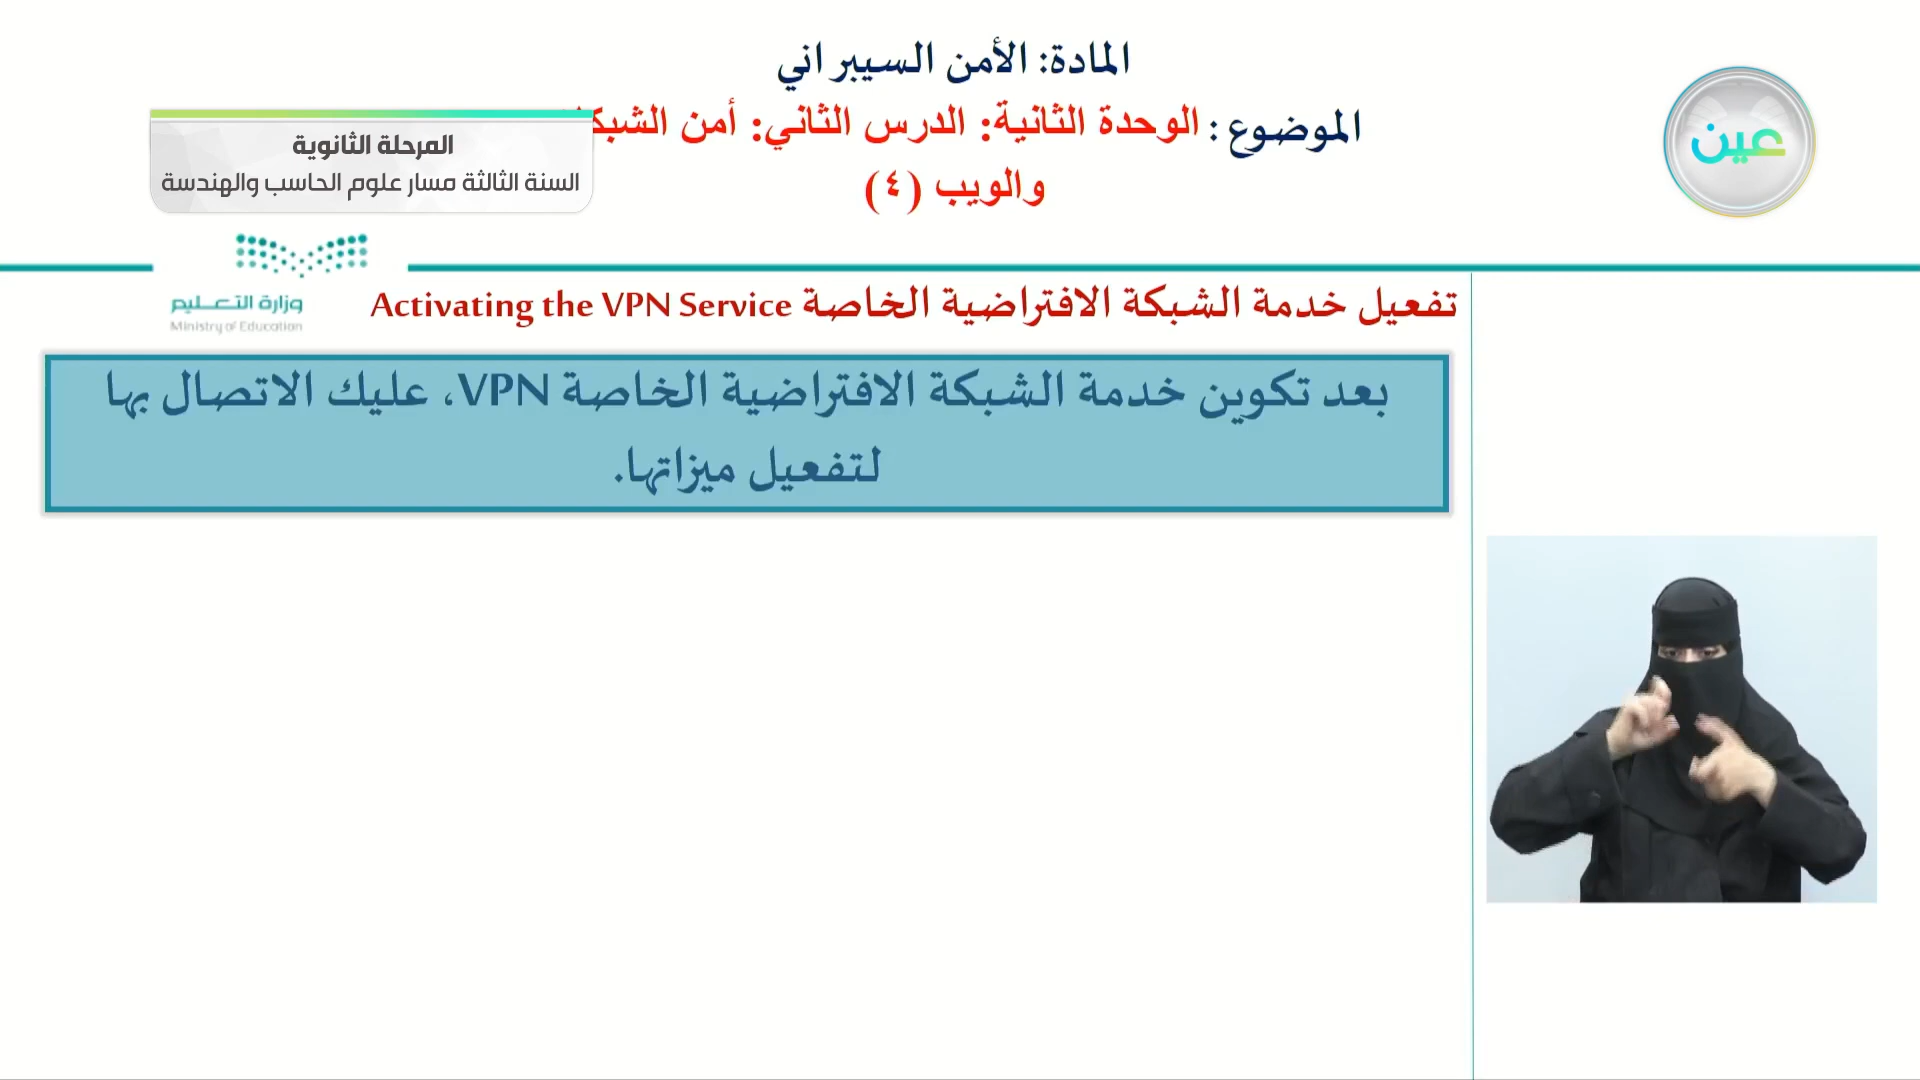 المادة: الأمن السيبراني
الموضوع : الوحدة الثانية: الدرس الثاني: أمن
والويب (٤)
المرحلة الثانوية
السنة الثالثة مسار علوم الحاسب والهندسة
عين
وزارة التعليم
Ministry of Education
تفعيل خدمة الشبكة الافتراضية الخاصة Activating the VPN Service
بعد تكوين خدمة الشبكة الافتراضية الخاصة VPN، عليك الاتصال بها
لتفعيل ميزاتها.